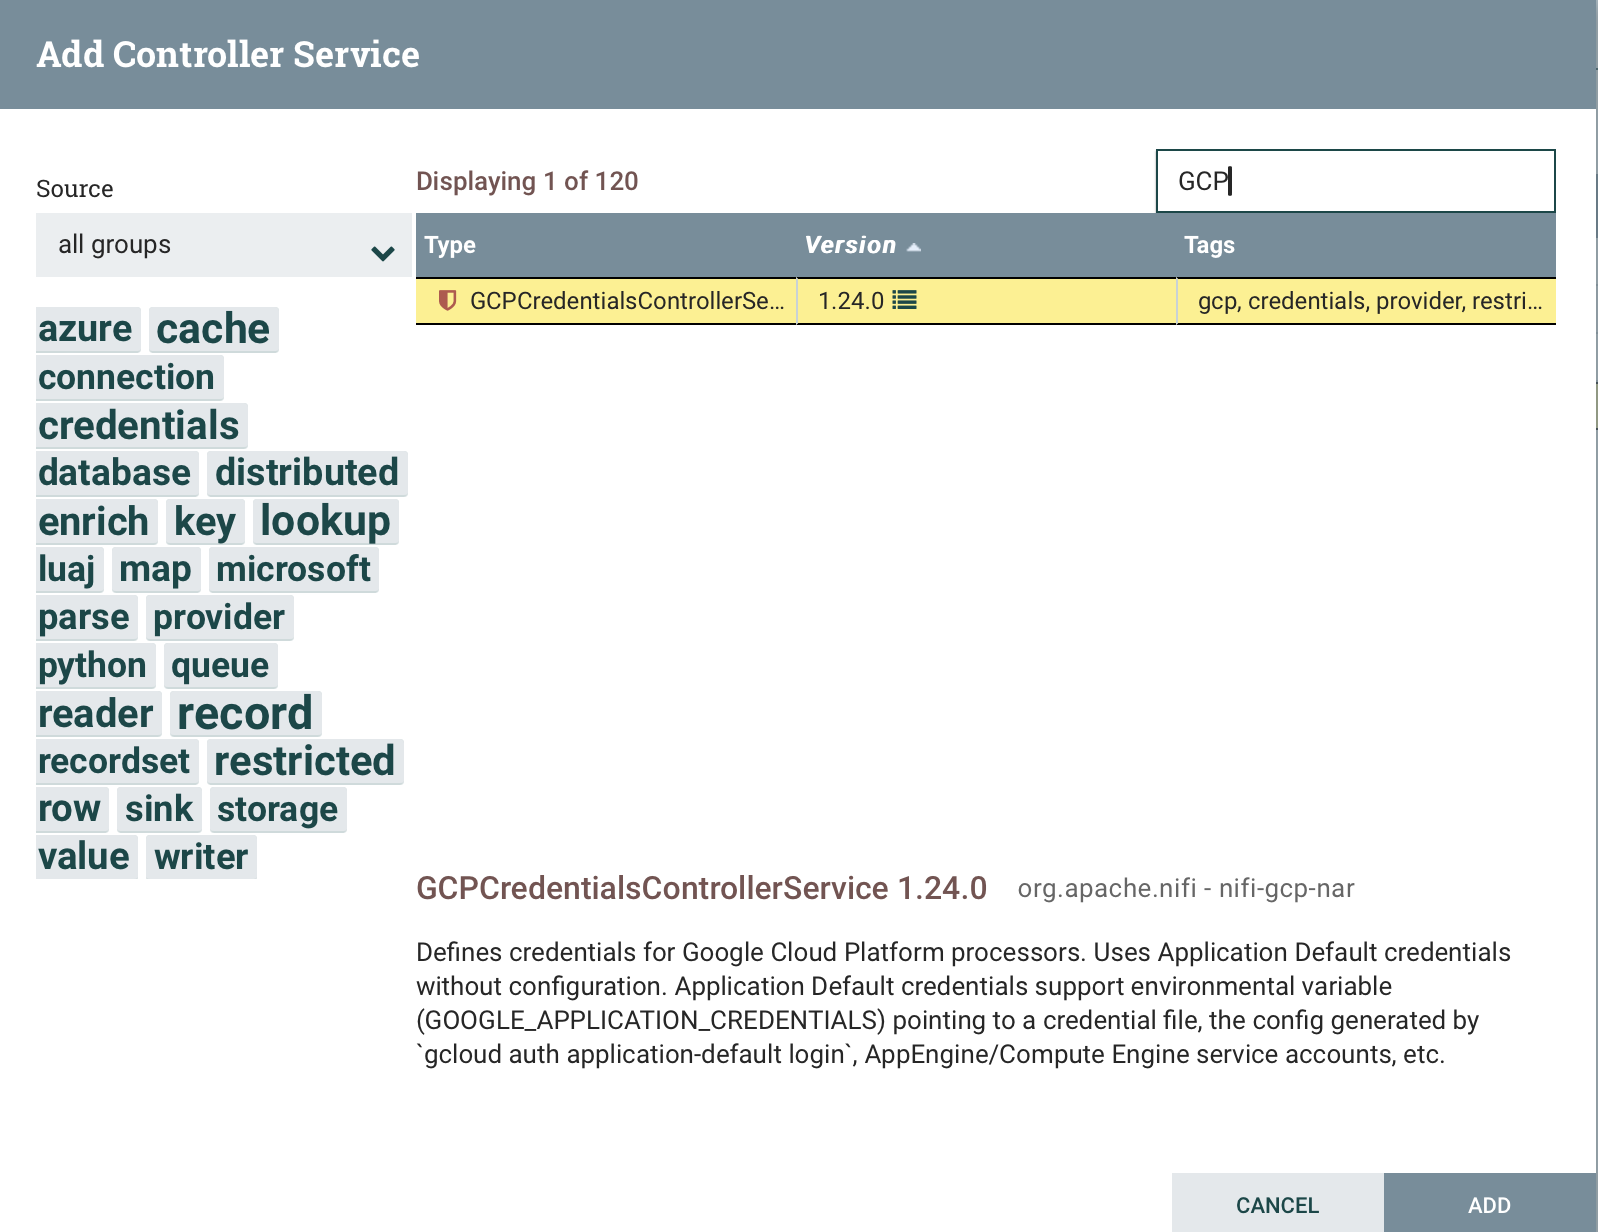 Add Controller Service
Source
all groups
azure cache
connection
credentials
database distributed
enrich key lookup
luaj map microsoft
parse provider
python queue
reader record
recordset restricted
row sink storage
value writer
Displaying 1 of 120
GCP
Type Version Tags
GCPCredentialsControllerSe... 1.24.0 gcp, credentials, provider, restri...
GCPCredentialsControllerService 1.24.0 org.apache.nifi - nifi-gcp-nar
Defines credentials for Google Cloud Platform processors. Uses Application Default credentials
without configuration. Application Default credentials support environmental variable
(GOOGLE_APPLICATION_CREDENTIALS) pointing to a credential file, the config generated by
`gcloud auth application-default login`, AppEngine/Compute Engine service accounts, etc.
CANCEL ADD